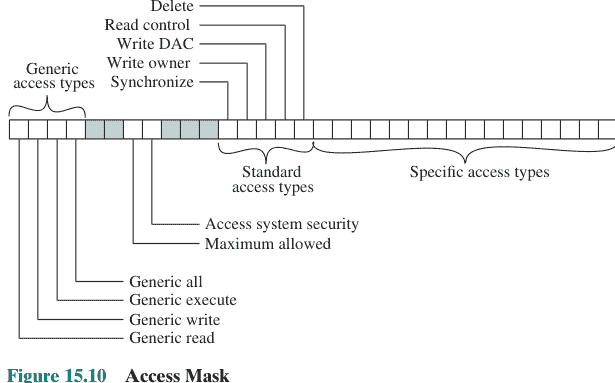 Delete
Read control
Write DAC
Write owner
Synchronize
Generic
access types
Standard
access types
Specific access types
Access system security
Maximum allowed
Generic all
Generic execute
Generic write
Generic read
Figure 15.10 Access Mask